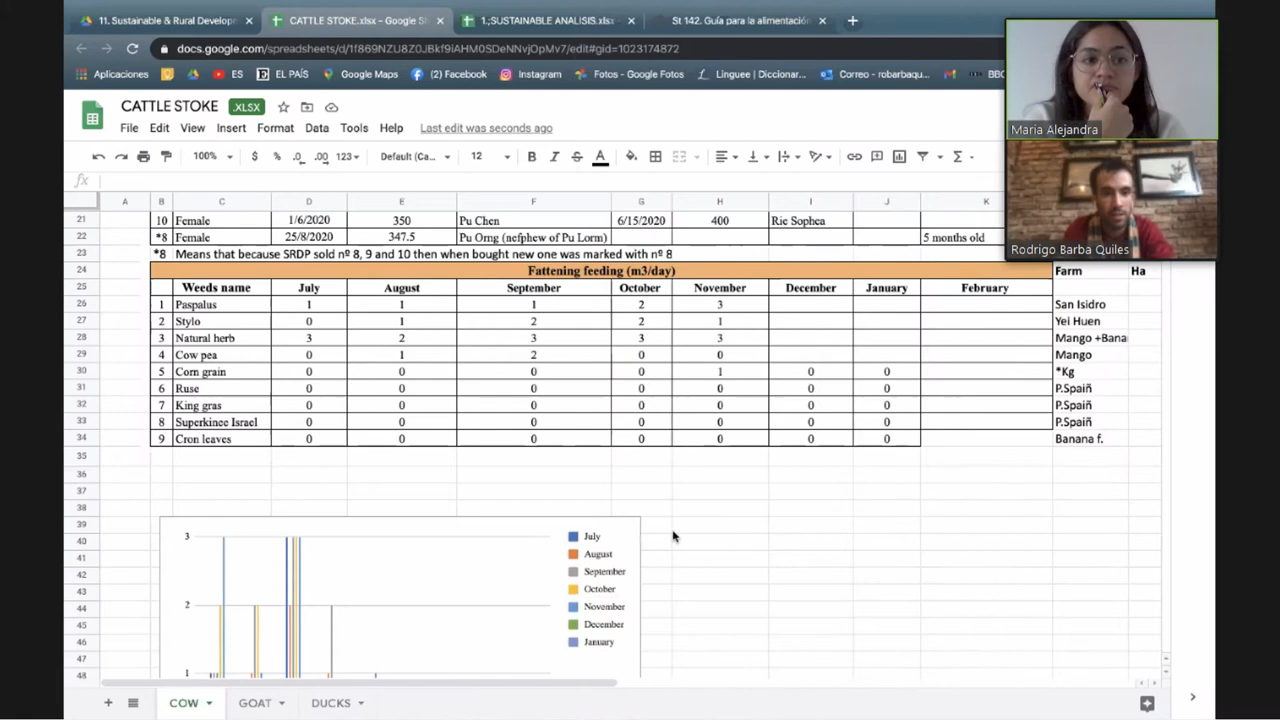 11. Sustainable & Rural Develop
CATTLE STOKE.xlsx - Google S
1.;SUSTAINABLE ANALISIS.xlsx
St 142. Guía para la alimentació
docs.google.com/spreadsheets/d/1f869NZU8Z0JBkf9IAHM0SDeNNvjOpMv7/edit#gid=1023174872
Aplicaciones ES EL PAÍS Google Maps (2) Facebook Instagram Fotos - Google Fotos Linguee | Diccionar... Correo - robarbaqu... BBC
CATTLE STOKE .XLSX
File Edit View Insert Format Data Tools Help Last edit was seconds ago
100% $ % .0 .00 123 Default (Ca... 12 B I S A
fx
A B C D E F G H I J K
21 10 Female 1/6/2020 350 Pu Chen 6/15/2020 400 Ric Sophea
22 *8 Female 25/8/2020 347.5 Pu Orng (nefphew of Pu Lorm) 5 months old
23 *8 Means that because SRDP sold nº 8, 9 and 10 then when bought new one was marked with nº 8
24 Fattening feeding (m3/day) Farm Ha
25 Weeds name July August September October November December January February
26 1 Paspalus 1 1 1 2 3 San Isidro
27 2 Stylo 0 1 2 2 1 Yei Huen
28 3 Natural herb 3 2 3 3 3 Mango +Bana
29 4 Cow pea 0 1 2 0 0 Mango
30 5 Corn grain 0 0 0 0 1 0 0 *Kg
31 6 Ruse 0 0 0 0 0 0 0 P.Spaiñ
32 7 King gras 0 0 0 0 0 0 0 P.Spaiñ
33 8 Superkinee Israel 0 0 0 0 0 0 0 P.Spaiñ
34 9 Cron leaves 0 0 0 0 0 0 0 Banana f.
35
36
37
38
39
40
41
42
43
44
45
46
47
48
3
2
1
July
August
September
October
November
December
January
COW GOAT DUCKS
Maria Alejandra
Rodrigo Barba Quiles